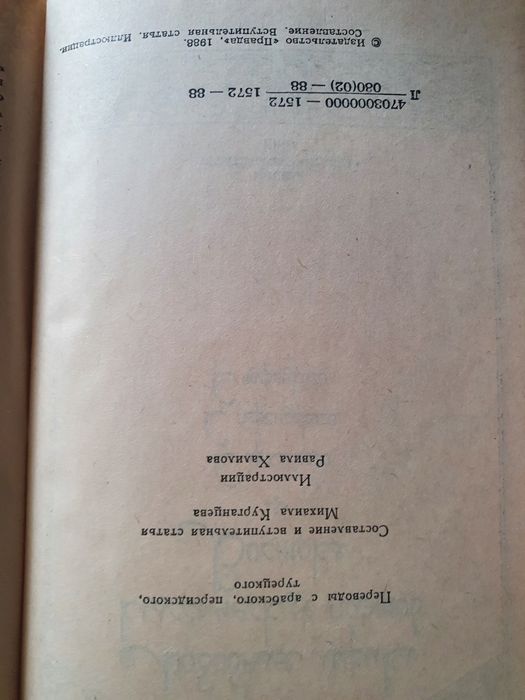 Переводы с арабского, персидского,
турецкого
Составление и вступительная статья
Михаила Курганцева
Иллюстрации
Равиля Халилова
Л 4703000000 — 1572
080(02) — 88
1572 — 88
© Издательство «Правда», 1988.
Составление. Вступительная статья. Иллюстрации.